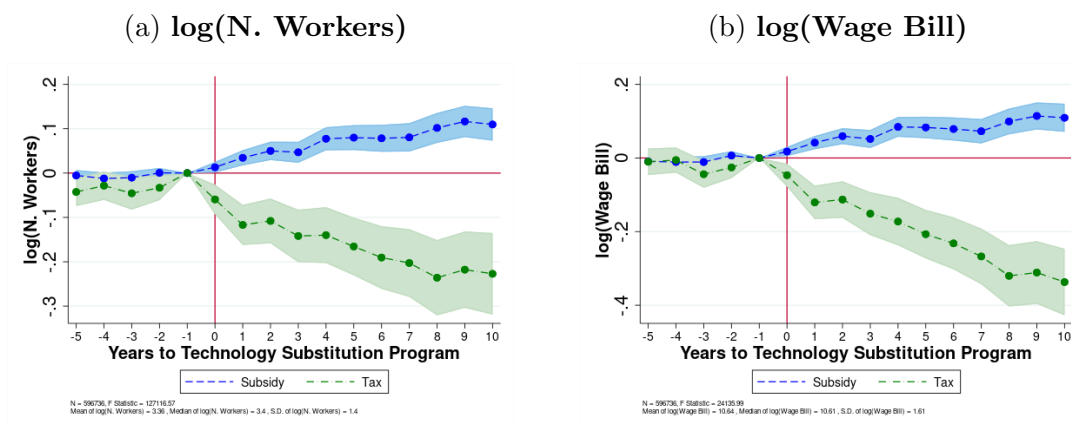 (a) log(N. Workers)
log(N. Workers)
.2
.1
0
-.1
-.2
-.3
-5 -4 -3 -2 -1 0 1 2 3 4 5 6 7 8 9 10
Years to Technology Substitution Program
Subsidy Tax
N = 596736, F Statistic = 127116.57
Mean of log(N. Workers) = 3.36 , Median of log(N. Workers) = 3.4 , S.D. of log(N. Workers) = 1.4
(b) log(Wage Bill)
log(Wage Bill)
.2
0
-.2
-.4
-5 -4 -3 -2 -1 0 1 2 3 4 5 6 7 8 9 10
Years to Technology Substitution Program
Subsidy Tax
N = 596736, F Statistic = 24135.99
Mean of log(Wage Bill) = 10.64 , Median of log(Wage Bill) = 10.61 , S.D. of log(Wage Bill) = 1.61